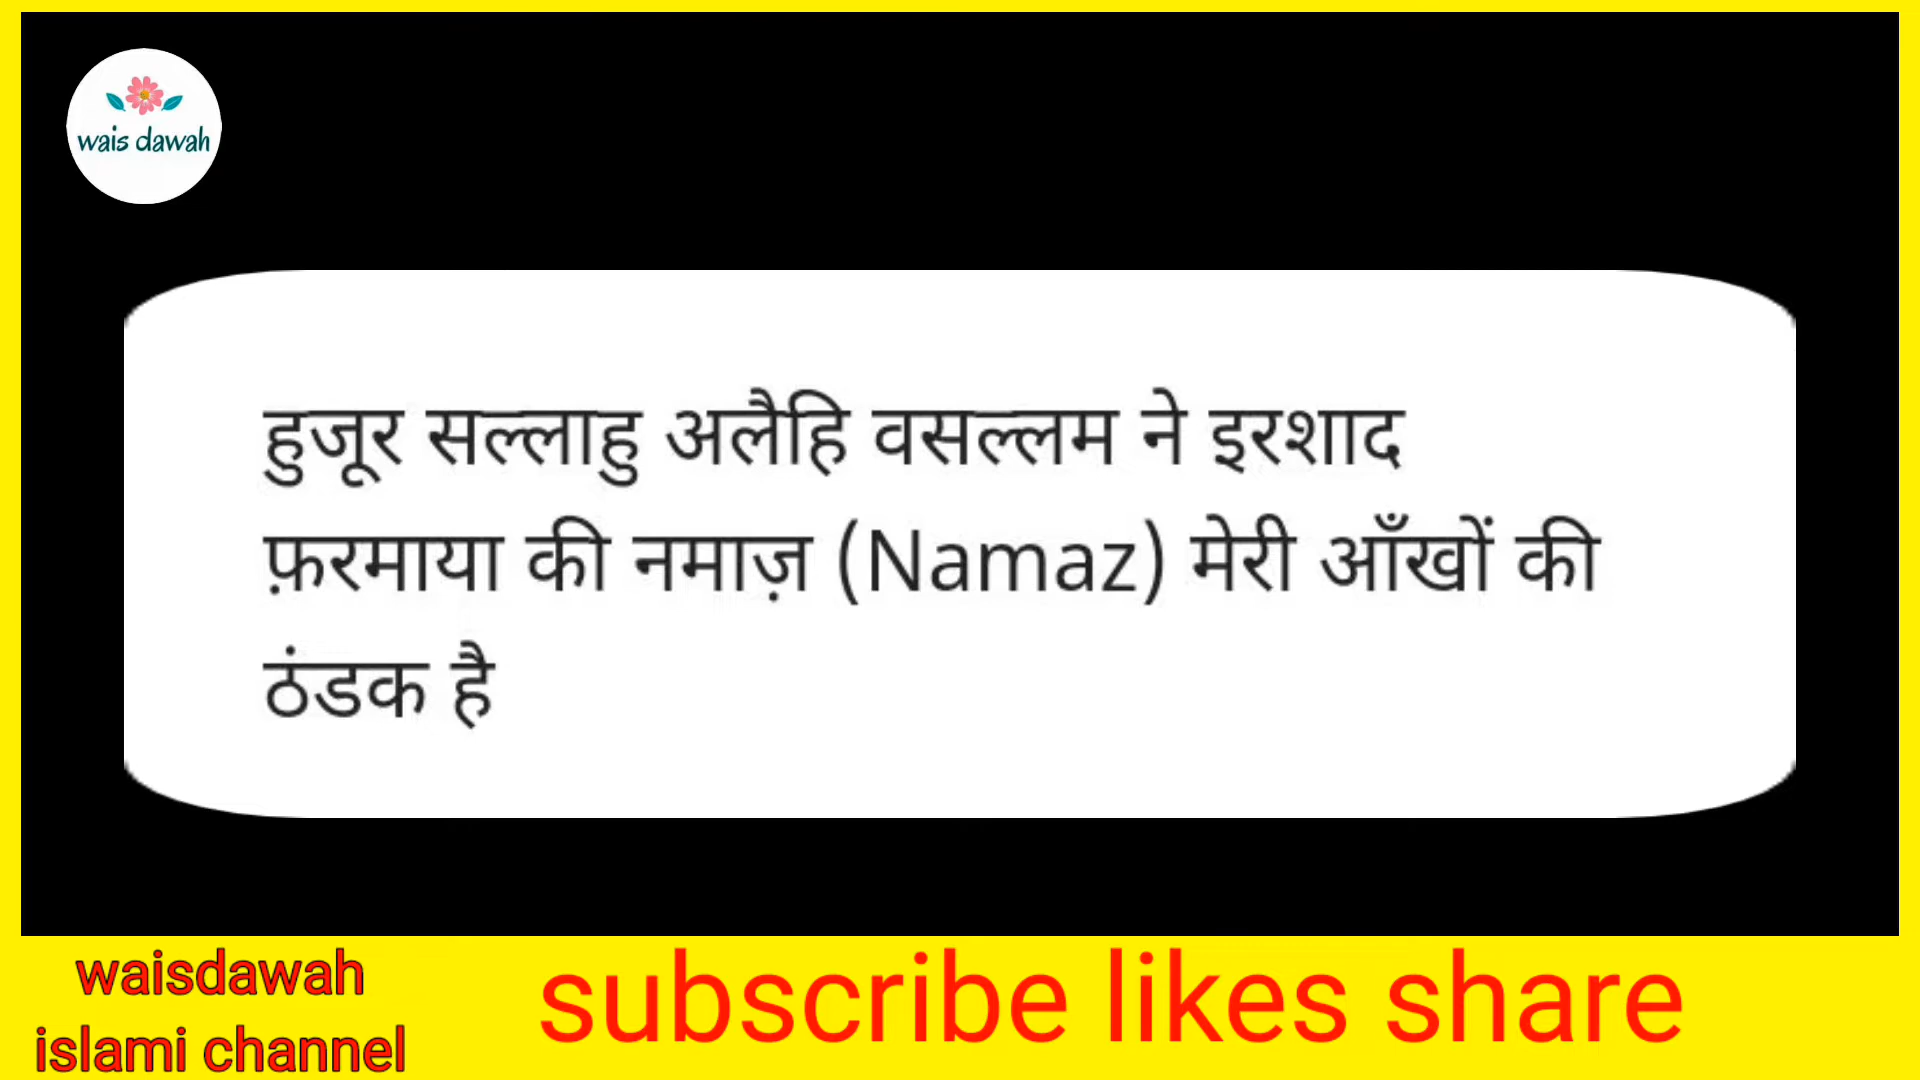 wais dawah
हुजूर सल्लाहु अलैहि वसल्लम ने इरशाद
फ़रमाया की नमाज़ (Namaz) मेरी आँखों की
ठंडक है
waisdawah
islami channel
subscribe likes share